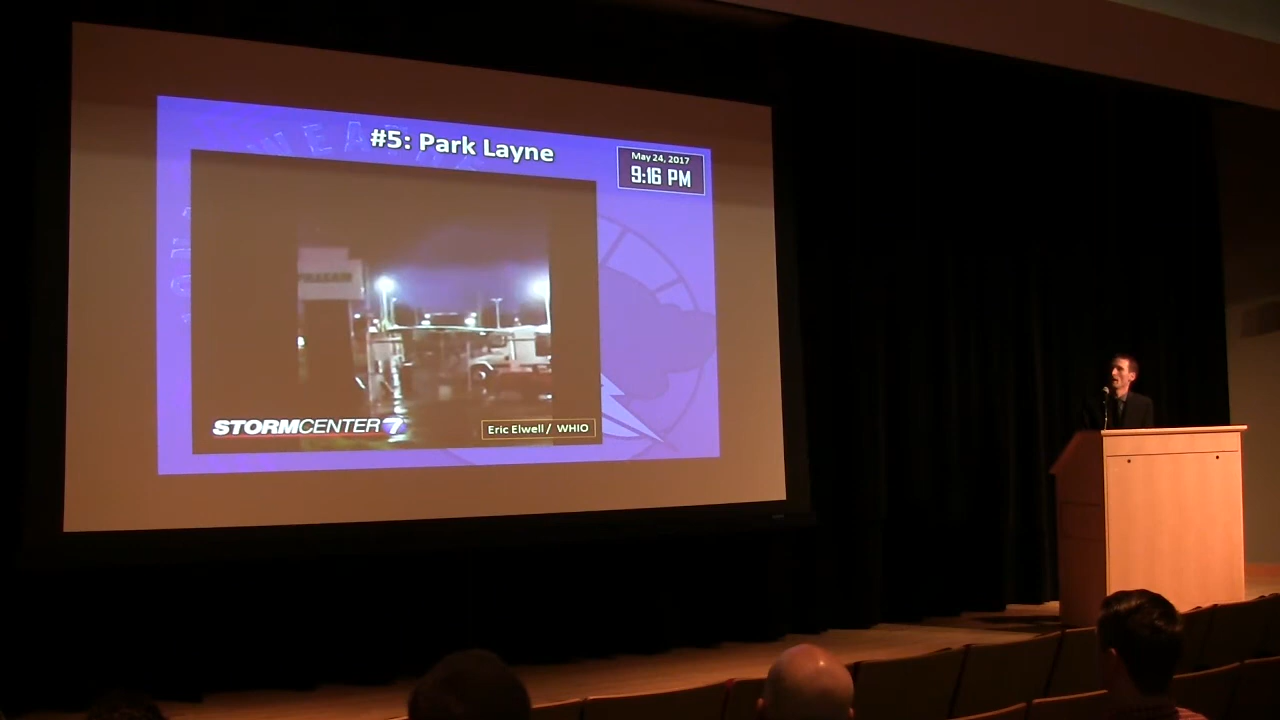 #5: Park Layne
May 24, 2017
9:16 PM
STORMCENTER 7
Eric Elwell / WHIO